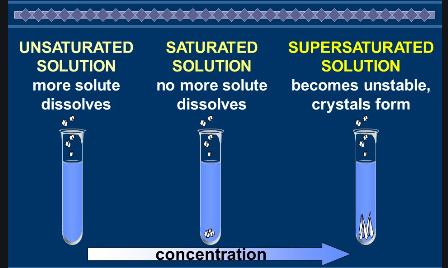 UNSATURATED
SOLUTION
more solute
dissolves
SATURATED
SOLUTION
no more solute
dissolves
SUPERSATURATED
SOLUTION
becomes unstable,
crystals form
concentration